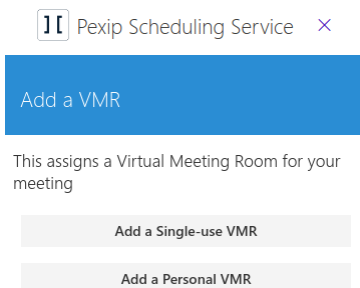 Pexip Scheduling Service
Add a VMR
This assigns a Virtual Meeting Room for your
meeting
Add a Single-use VMR
Add a Personal VMR